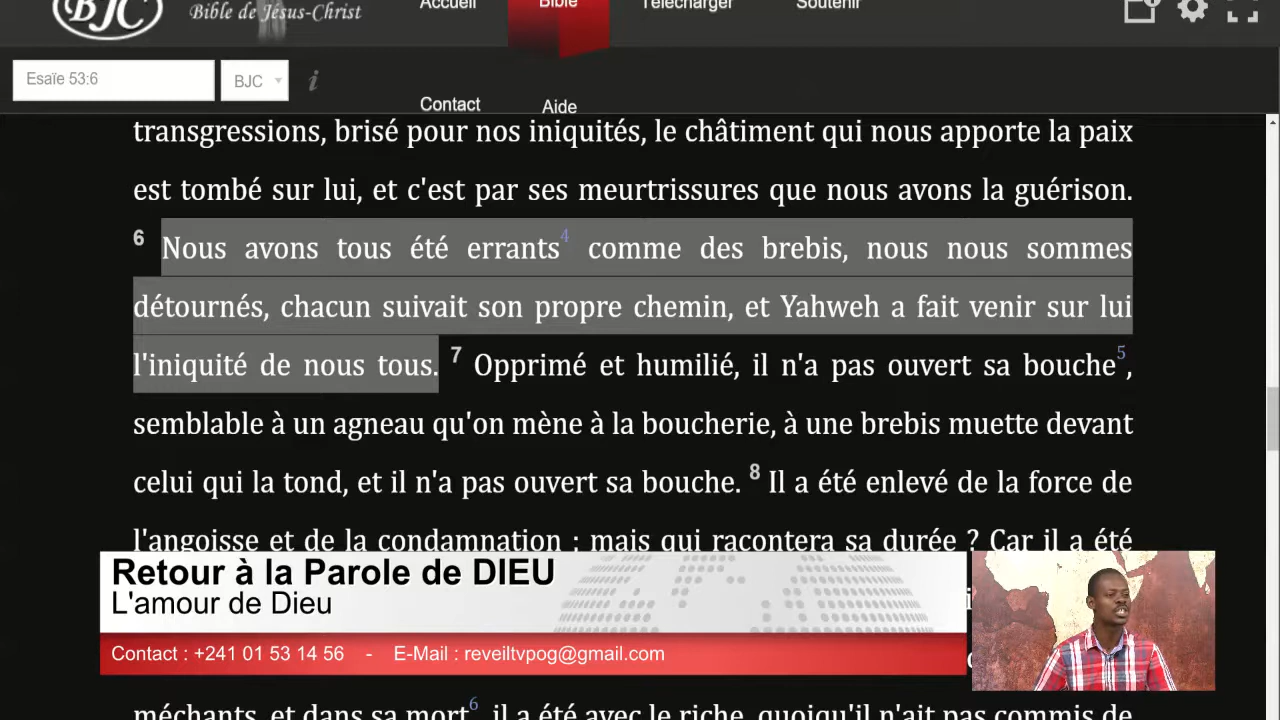 BJC
Bible de Jésus-Christ
Accueil
Bible
Télécharger
Soutenir
Esaïe 53:6
BJC
i
Contact
Aide
transgressions, brisé pour nos iniquités, le châtiment qui nous apporte la paix
est tombé sur lui, et c'est par ses meurtrissures que nous avons la guérison.
6 Nous avons tous été errants4 comme des brebis, nous nous sommes
détournés, chacun suivait son propre chemin, et Yahweh a fait venir sur lui
l'iniquité de nous tous. 7 Opprimé et humilié, il n'a pas ouvert sa bouche5,
semblable à un agneau qu'on mène à la boucherie, à une brebis muette devant
celui qui la tond, et il n'a pas ouvert sa bouche. 8 Il a été enlevé de la force de
l'angoisse et de la condamnation ; mais qui racontera sa durée ? Car il a été
Retour à la Parole de DIEU
L'amour de Dieu
Contact : +241 01 53 14 56 - E-Mail : reveiltvpog@gmail.com
méchants, et dans sa mort6, il a été avec le riche, quoiqu'il n'ait pas commis de